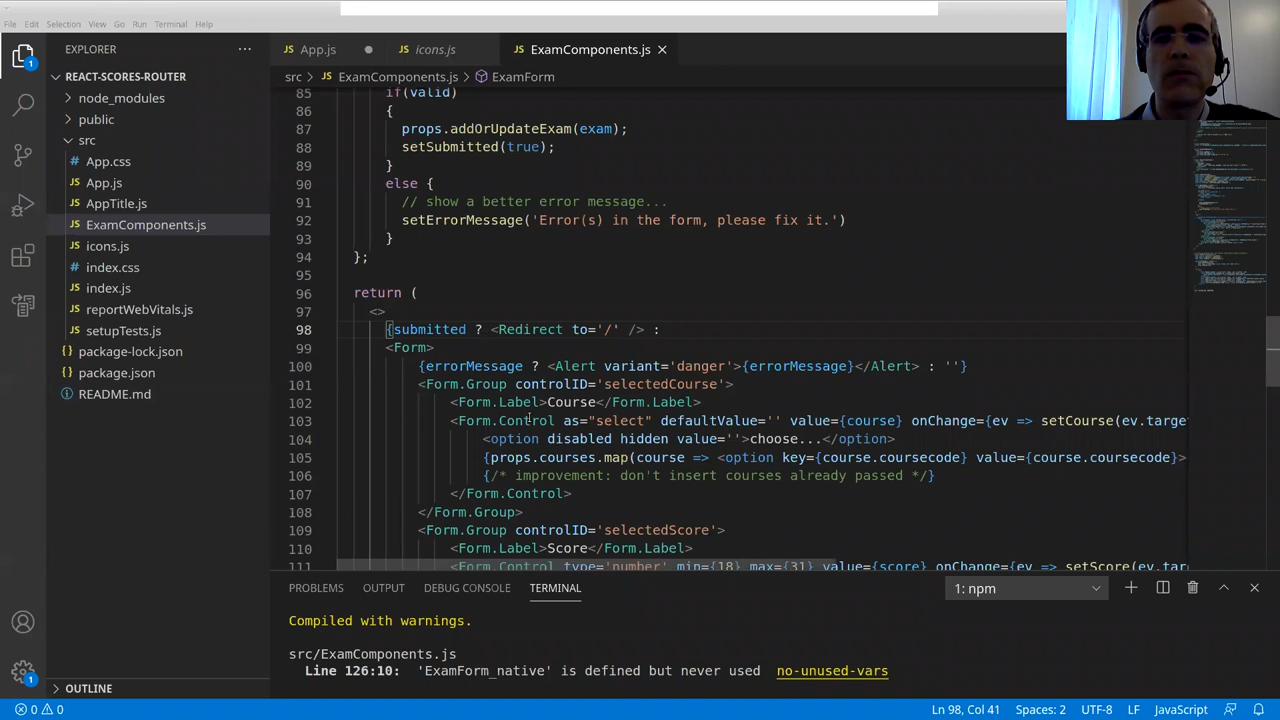 File Edit Selection View Go Run Terminal Help
EXPLORER
App.js icons.js ExamComponents.js
REACT-SCORES-ROUTER
src ExamComponents.js ExamForm
node_modules
public
src
App.css
App.js
AppTitle.js
ExamComponents.js
icons.js
index.css
index.js
reportWebVitals.js
setupTests.js
package-lock.json
package.json
README.md
OUTLINE
85 if(valid)
86 {
87 props.addOrUpdateExam(exam);
88 setSubmitted(true);
89 }
90 else {
91 // show a better error message...
92 setErrorMessage('Error(s) in the form, please fix it.')
93 }
94 };
95
96 return (
97 <>
98 {submitted ? <Redirect to='/' /> :
99 <Form>
100 {errorMessage ? <Alert variant='danger'>{errorMessage}</Alert> : ''}
101 <Form.Group controlID='selectedCourse'>
102 <Form.Label>Course</Form.Label>
103 <Form.Control as="select" defaultValue='' value={course} onChange={ev => setCourse(ev.targe
104 <option disabled hidden value=''>choose...</option>
105 {props.courses.map(course => <option key={course.coursecode} value={course.coursecode}>
106 {/* improvement: don't insert courses already passed */}
107 </Form.Control>
108 </Form.Group>
109 <Form.Group controlID='selectedScore'>
110 <Form.Label>Score</Form.Label>
111 <Form.Control type='number' min={18} max={31} value={score} onChange={ev => setScore(ev.tar
PROBLEMS OUTPUT DEBUG CONSOLE TERMINAL 1: npm
Compiled with warnings.
src/ExamComponents.js
Line 126:10: 'ExamForm_native' is defined but never used no-unused-vars
0 0 Ln 98, Col 41 Spaces: 2 UTF-8 LF JavaScript